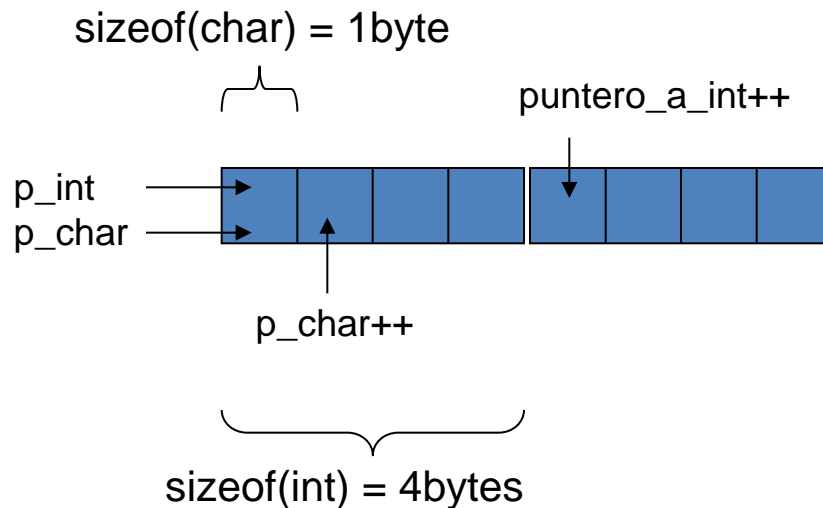 sizeof(char) = 1byte
puntero_a_int++
p_int
p_char
p_char++
sizeof(int) = 4bytes